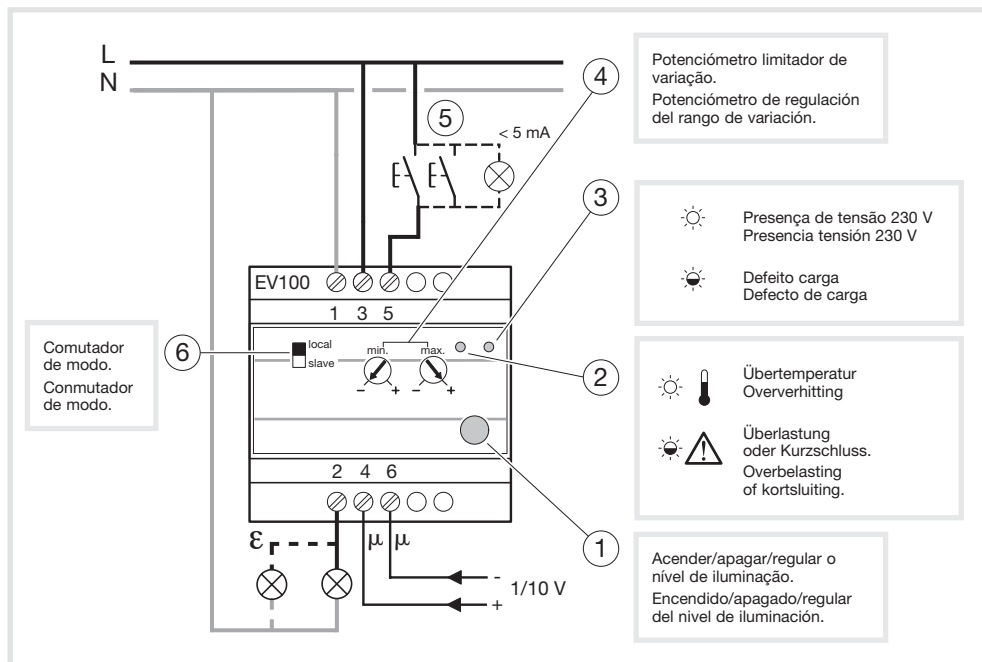 L
N
5
< 5 mA
4
Potenciómetro limitador de
variação.
Potenciómetro de regulación
del rango de variación.
3
Presença de tensão 230 V
Presencia tensión 230 V
Defeito carga
Defecto de carga
EV100
1 3 5
6
Comutador
de modo.
Conmutador
de modo.
local
slave
min. max.
- + - +
2
Übertemperatur
Oververhitting
Überlastung
oder Kurzschluss.
Overbelasting
of kortsluiting.
2 4 6
1
ε
μ μ
-
1/10 V
+
Acender/apagar/regular o
nível de iluminação.
Encendido/apagado/regular
del nivel de iluminación.